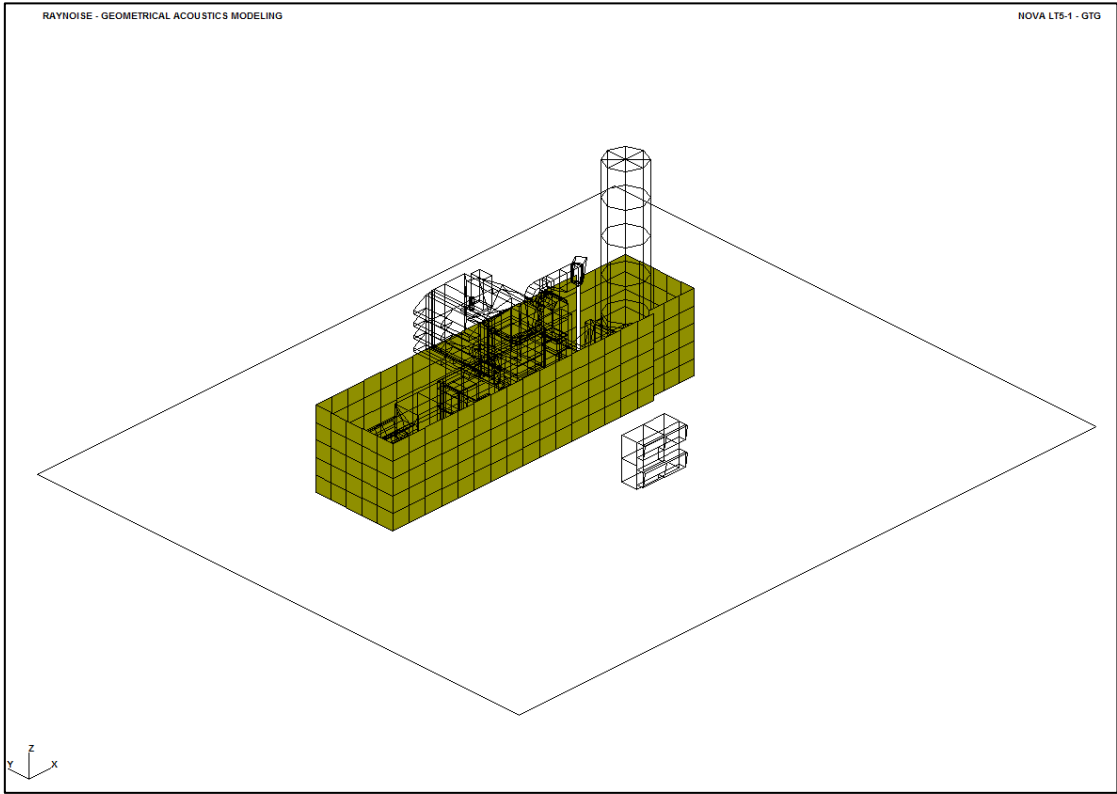 RAYNOISE - GEOMETRICAL ACOUSTICS MODELING
NOVA LT5-1 - GTG
Z
Y
X